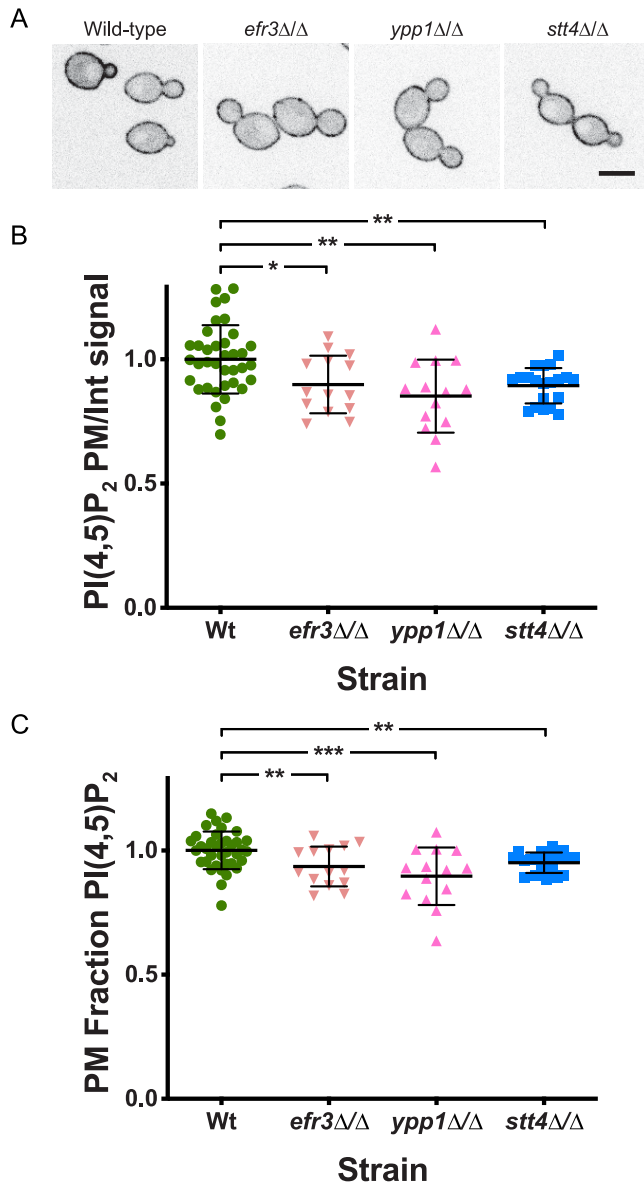 A
Wild-type efr3Δ/Δ ypp1Δ/Δ stt4Δ/Δ
B
**
**
*
PI(4,5)P₂ PM/Int signal
1.0
0.5
0.0
Wt efr3Δ/Δ ypp1Δ/Δ stt4Δ/Δ
Strain
C
**
***
**
PM Fraction PI(4,5)P₂
1.0
0.5
0.0
Wt efr3Δ/Δ ypp1Δ/Δ stt4Δ/Δ
Strain